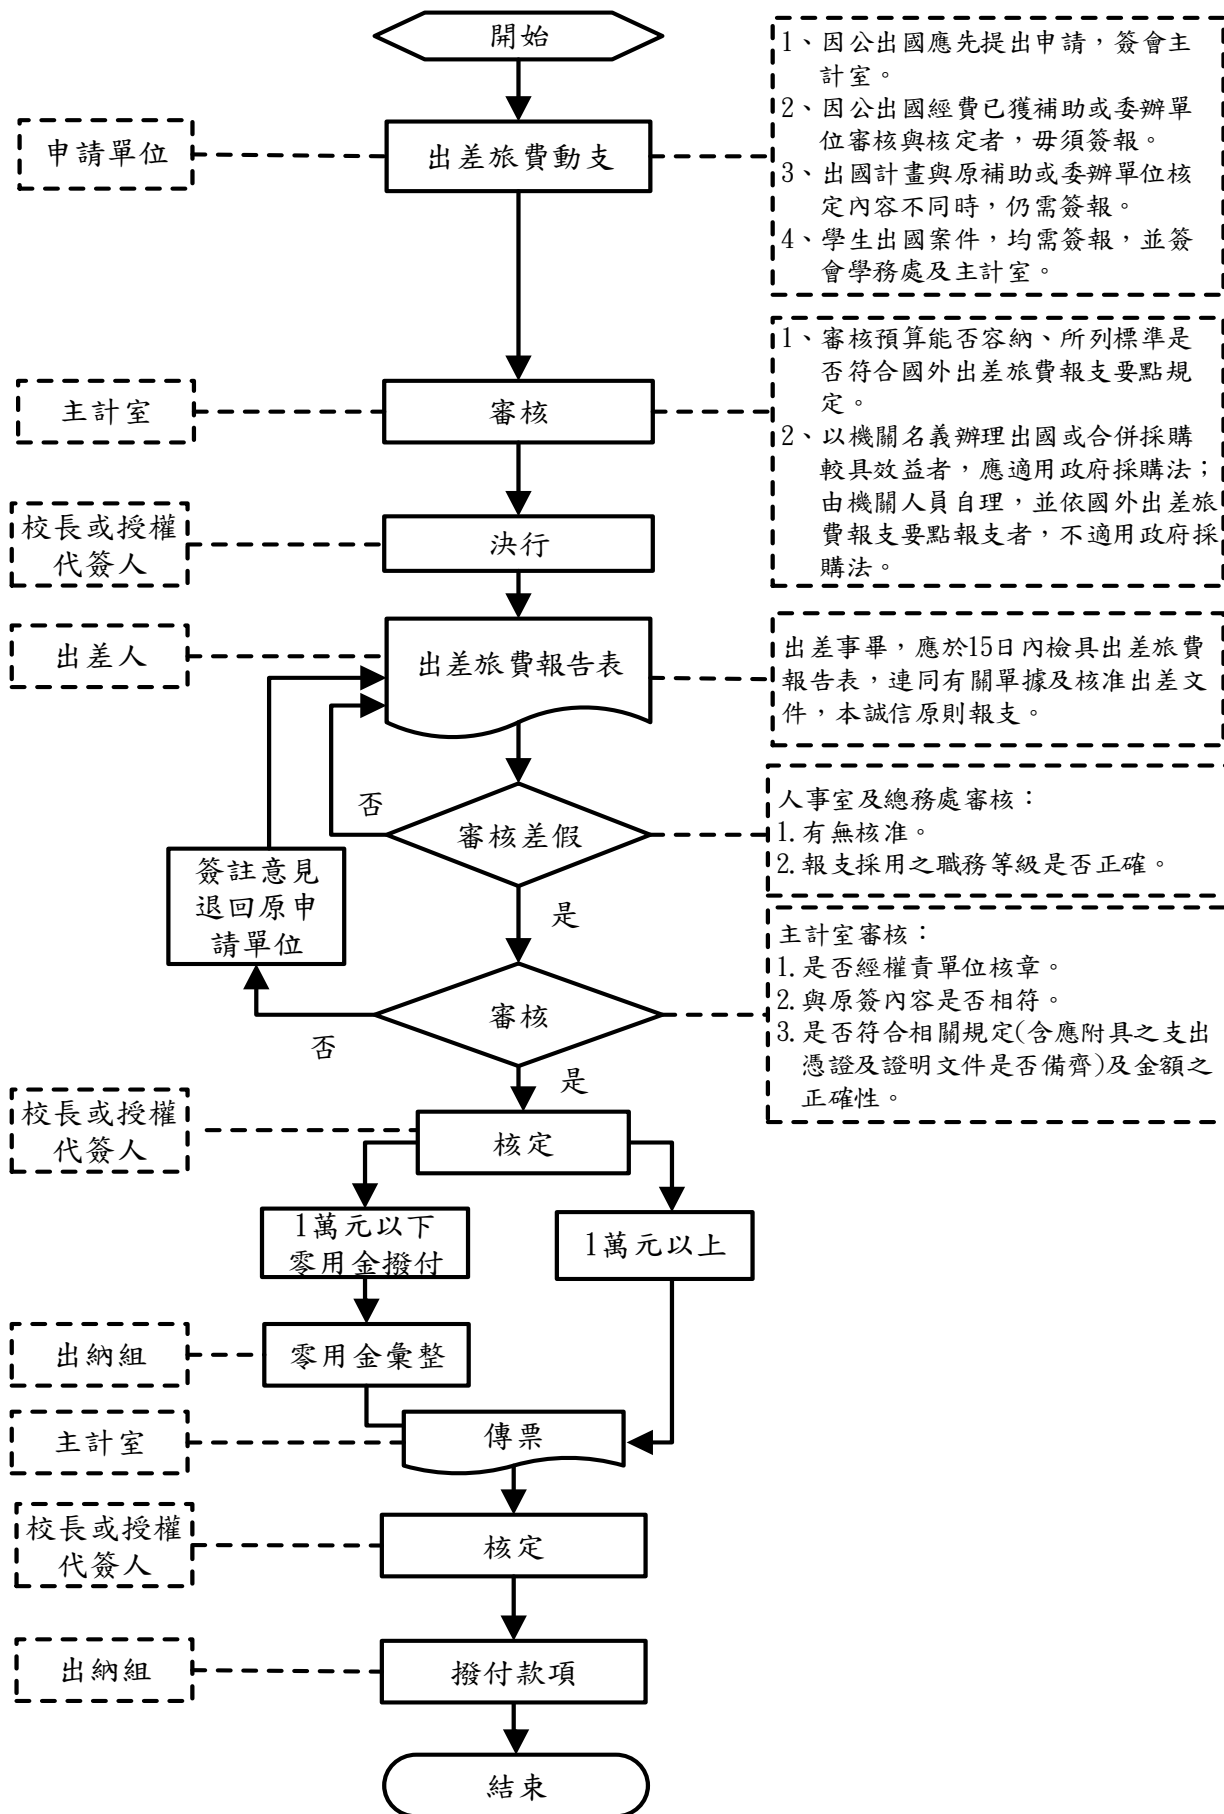 開始
1、因公出國應先提出申請，簽會主
計室。
2、因公出國經費已獲補助或委辦單
位審核與核定者，毋須簽報。
3、出國計畫與原補助或委辦單位核
定內容不同時，仍需簽報。
4、學生出國案件，均需簽報，並簽
會學務處及主計室。
申請單位
出差旅費動支
1、審核預算能否容納、所列標準是
否符合國外出差旅費報支要點規
定。
2、以機關名義辦理出國或合併採購
較具效益者，應適用政府採購法；
由機關人員自理，並依國外出差旅
費報支要點報支者，不適用政府採
購法。
主計室
審核
校長或授權
代簽人
決行
出差人
出差旅費報告表
出差事畢，應於15日內檢具出差旅費
報告表，連同有關單據及核准出差文
件，本誠信原則報支。
否
審核差假
人事室及總務處審核：
1.有無核准。
2.報支採用之職務等級是否正確。
簽註意見
退回原申
請單位
是
主計室審核：
1.是否經權責單位核章。
2.與原簽內容是否相符。
3.是否符合相關規定(含應附具之支出
憑證及證明文件是否備齊)及金額之
正確性。
審核
否
是
校長或授權
代簽人
核定
1萬元以下
零用金撥付
1萬元以上
出納組
零用金彙整
主計室
傳票
校長或授權
代簽人
核定
出納組
撥付款項
結束